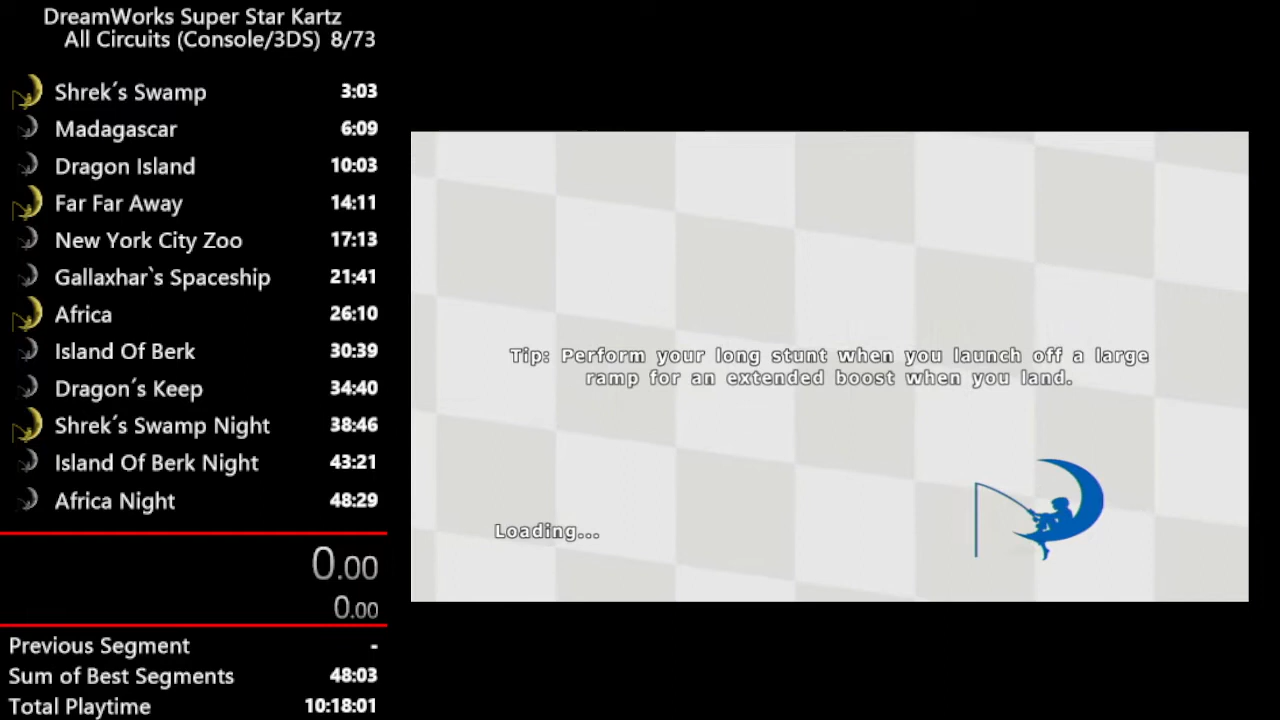 DreamWorks Super Star Kartz
All Circuits (Console/3DS) 8/73
Shrek´s Swamp 3:03
Madagascar 6:09
Dragon Island 10:03
Far Far Away 14:11
New York City Zoo 17:13
Gallaxhar`s Spaceship 21:41
Africa 26:10
Island Of Berk 30:39
Dragon´s Keep 34:40
Shrek´s Swamp Night 38:46
Island Of Berk Night 43:21
Africa Night 48:29
0.00
0.00
Previous Segment -
Sum of Best Segments 48:03
Total Playtime 10:18:01
Tip: Perform your long stunt when you launch off a large
ramp for an extended boost when you land.
Loading...